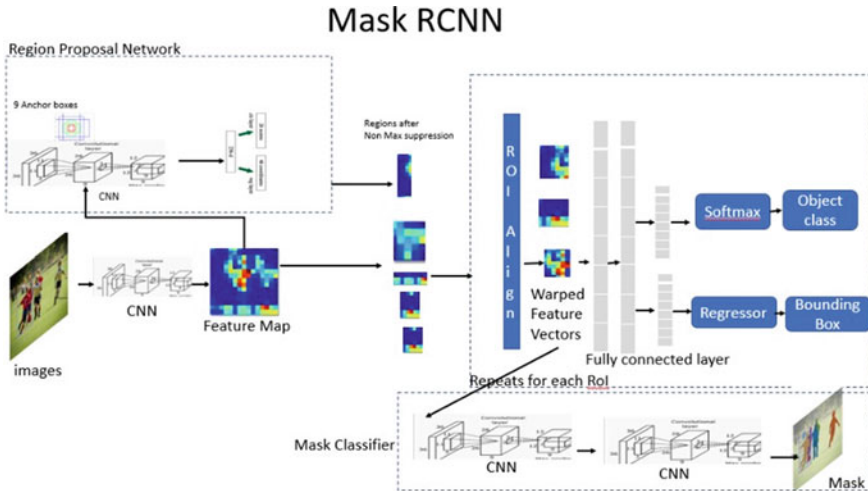 Mask RCNN
Region Proposal Network
9 Anchor boxes
CNN
Regions after
Non Max suppression
images
CNN
Feature Map
ROI Align
Warped
Feature
Vectors
Fully connected layer
Softmax
Object
class
Regressor
Bounding
Box
Repeats for each RoI
Mask Classifier
CNN
CNN
Mask